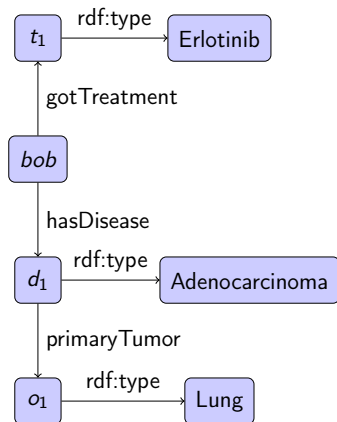 rdf:type
t1 Erlotinib
gotTreatment
bob
hasDisease
rdf:type
d1 Adenocarcinoma
primaryTumor
rdf:type
o1 Lung